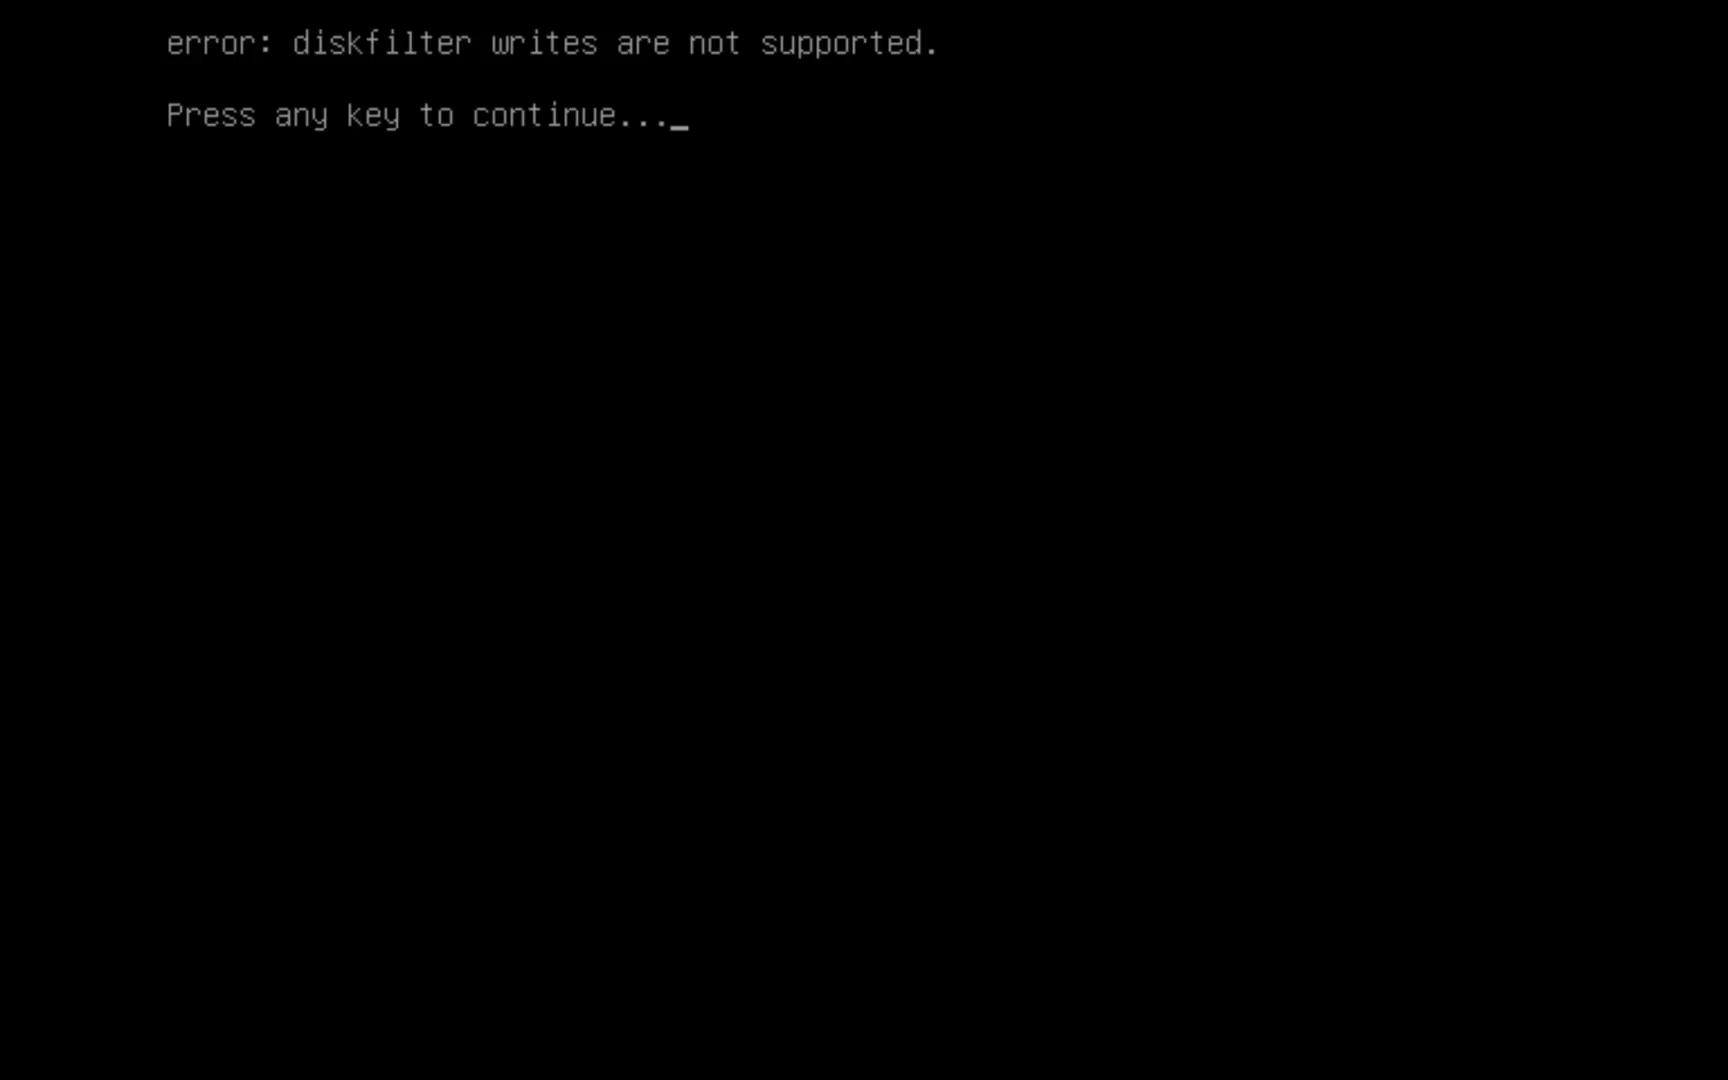 error: diskfilter writes are not supported.
Press any key to continue..._